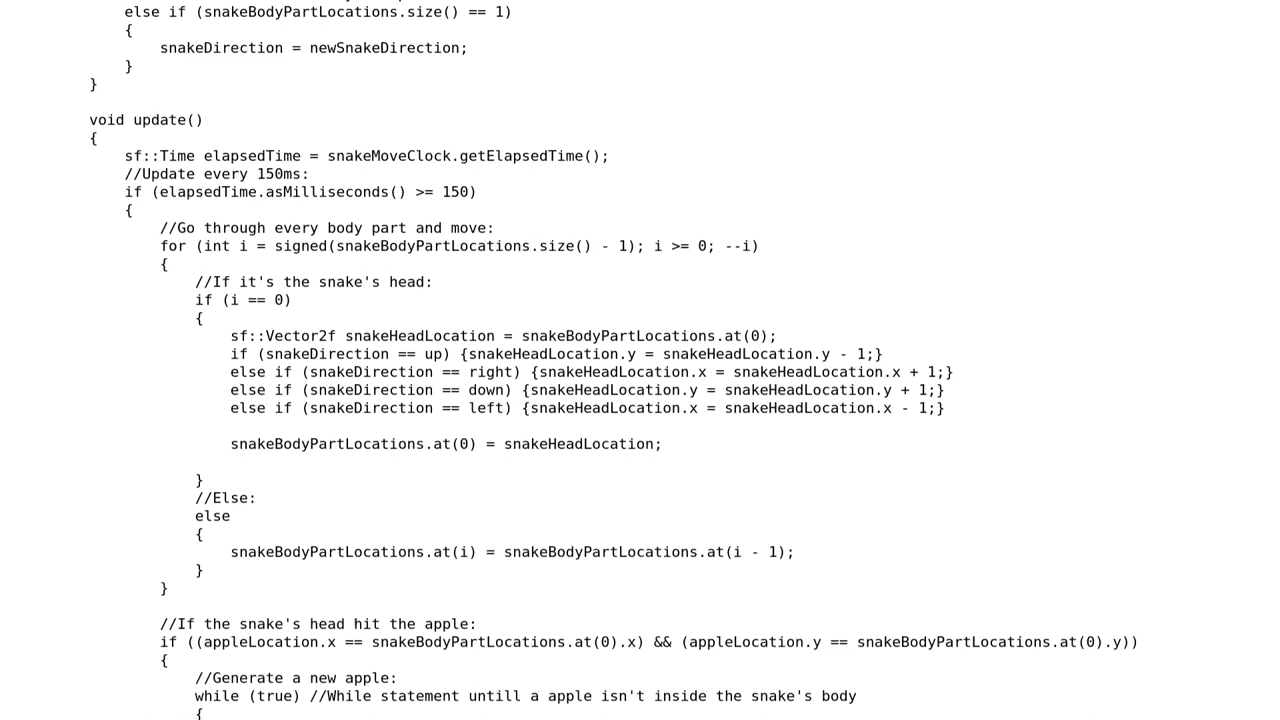 else if (snakeBodyPartLocations.size() == 1)
{
snakeDirection = newSnakeDirection;
}
}
void update()
{
sf::Time elapsedTime = snakeMoveClock.getElapsedTime();
//Update every 150ms:
if (elapsedTime.asMilliseconds() >= 150)
{
//Go through every body part and move:
for (int i = signed(snakeBodyPartLocations.size() - 1); i >= 0; --i)
{
//If it's the snake's head:
if (i == 0)
{
sf::Vector2f snakeHeadLocation = snakeBodyPartLocations.at(0);
if (snakeDirection == up) {snakeHeadLocation.y = snakeHeadLocation.y - 1;}
else if (snakeDirection == right) {snakeHeadLocation.x = snakeHeadLocation.x + 1;}
else if (snakeDirection == down) {snakeHeadLocation.y = snakeHeadLocation.y + 1;}
else if (snakeDirection == left) {snakeHeadLocation.x = snakeHeadLocation.x - 1;}
snakeBodyPartLocations.at(0) = snakeHeadLocation;
}
//Else:
else
{
snakeBodyPartLocations.at(i) = snakeBodyPartLocations.at(i - 1);
}
}
//If the snake's head hit the apple:
if ((appleLocation.x == snakeBodyPartLocations.at(0).x) && (appleLocation.y == snakeBodyPartLocations.at(0).y))
{
//Generate a new apple:
while (true) //While statement untill a apple isn't inside the snake's body
{